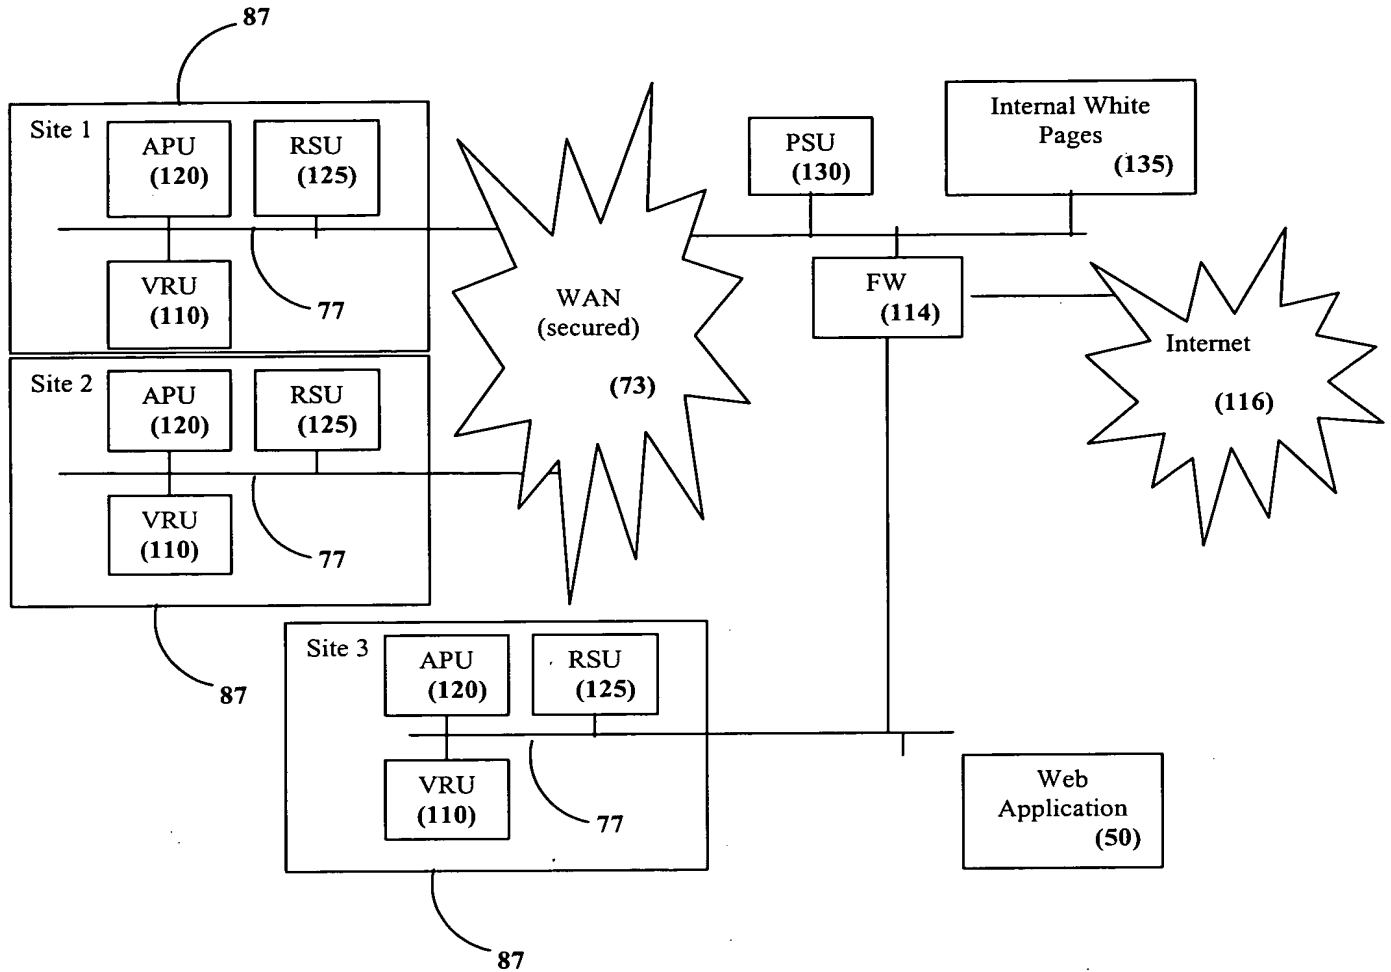 87
Site 1
APU
(120)
RSU
(125)
VRU
(110)
77
Site 2
APU
(120)
RSU
(125)
VRU
(110)
77
87
WAN
(secured)
(73)
PSU
(130)
Internal White
Pages
(135)
FW
(114)
Internet
(116)
Site 3
APU
(120)
RSU
(125)
VRU
(110)
77
87
Web
Application
(50)